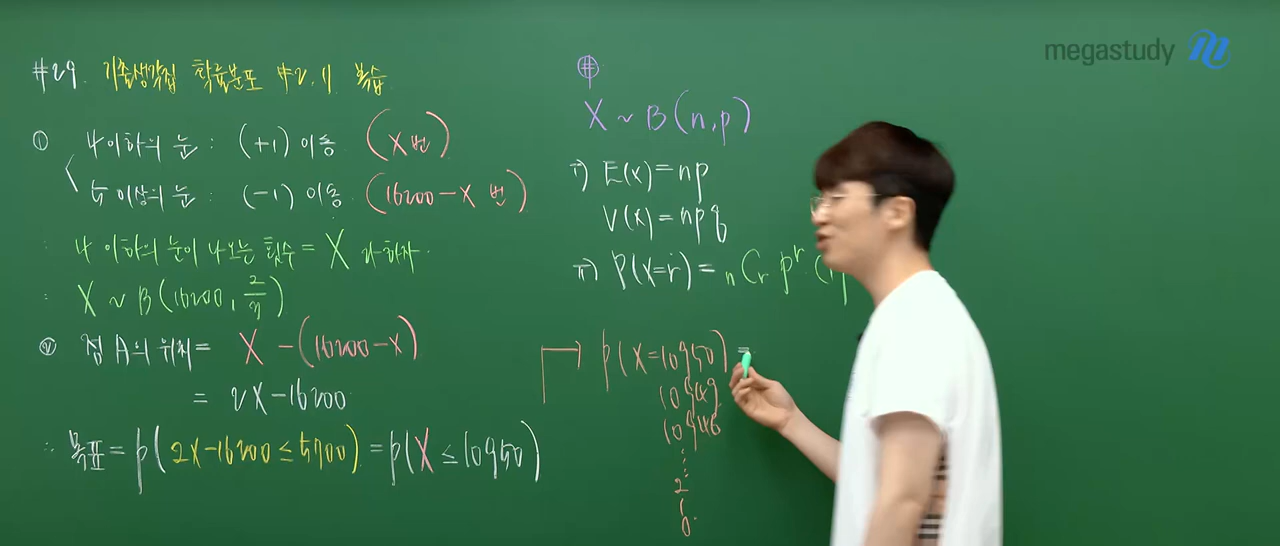 megastudy
#29. 기출생각집 확률분포 #2.11 복습
① 4 이하의 눈 : (+1) 이동 (X번)
5 이상의 눈 : (-1) 이동 (16200-X 번)
4 이하의 눈이 나오는 횟수 = X 라하자.
∴ X ~ B(16200, 2/3)
② 점 A의 위치 = X - (16200-X)
= 2X-16200
∴ 목표 = P(2X-16200 ≤ 5700) = P(X ≤ 10950)
#
X ~ B(n,p)
i) E(X) = np
V(X) = npq
ii) P(X=r) = nCr p^r (1-p
P(X=10950) =
10949
10948
⋮
2
1
0